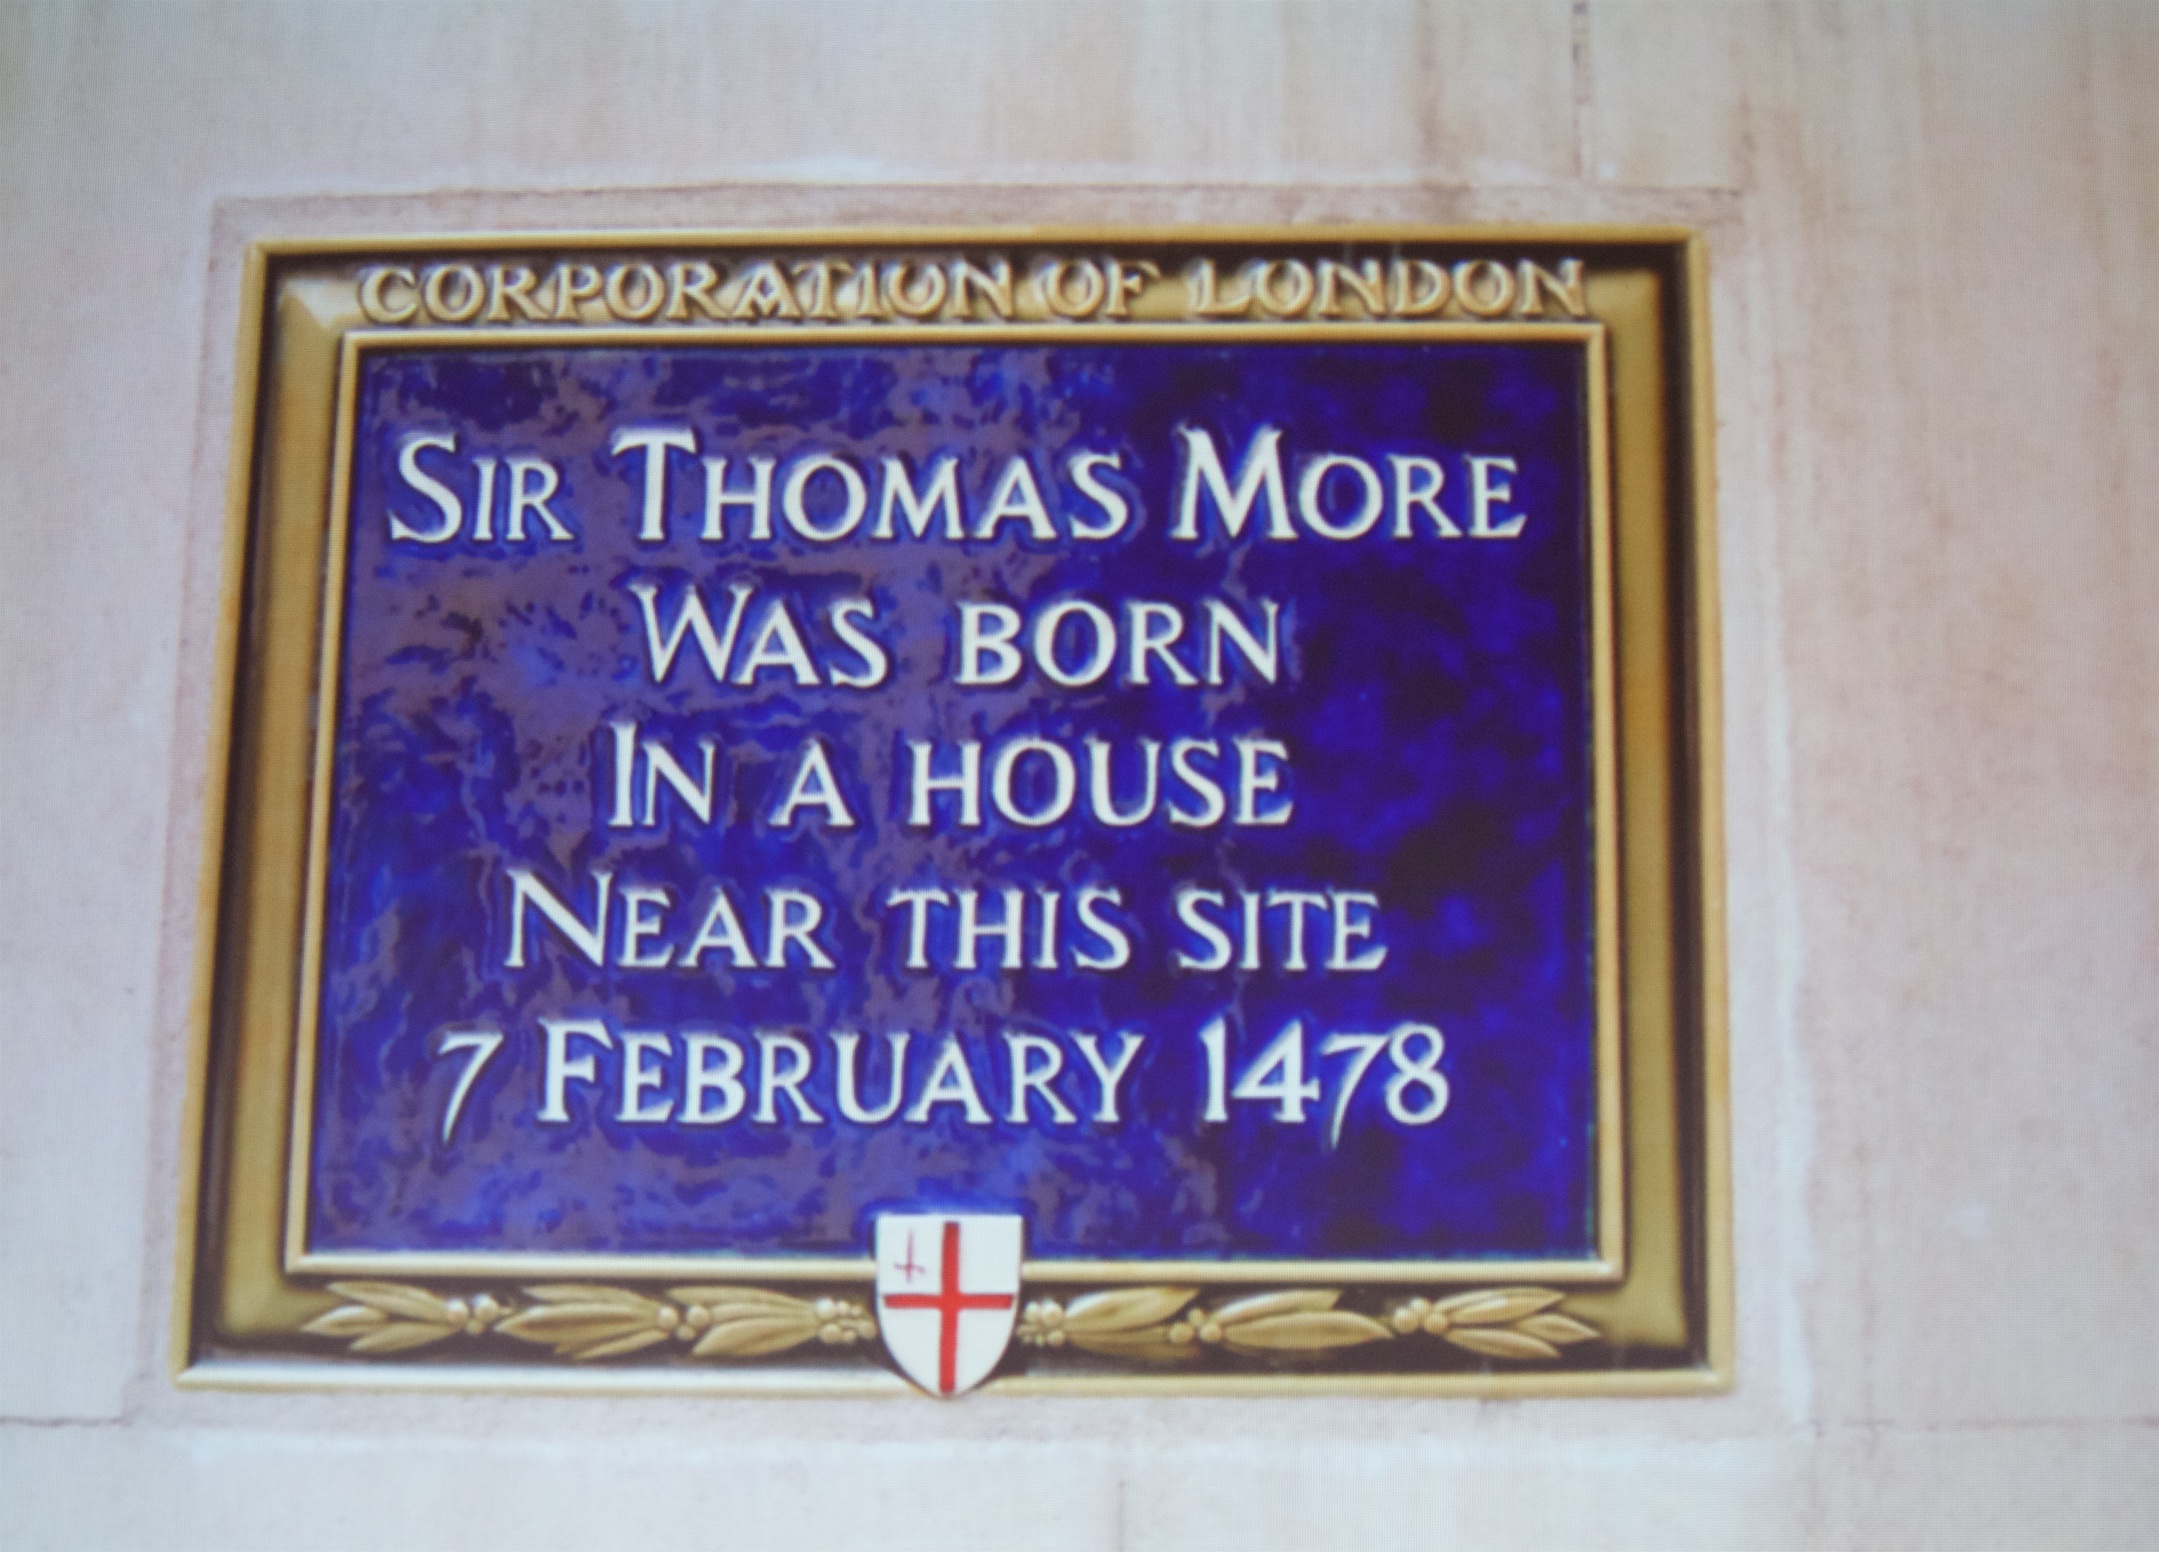 CORPORATION OF LONDON
SIR THOMAS MORE
WAS BORN
IN A HOUSE
NEAR THIS SITE
7 FEBRUARY 1478